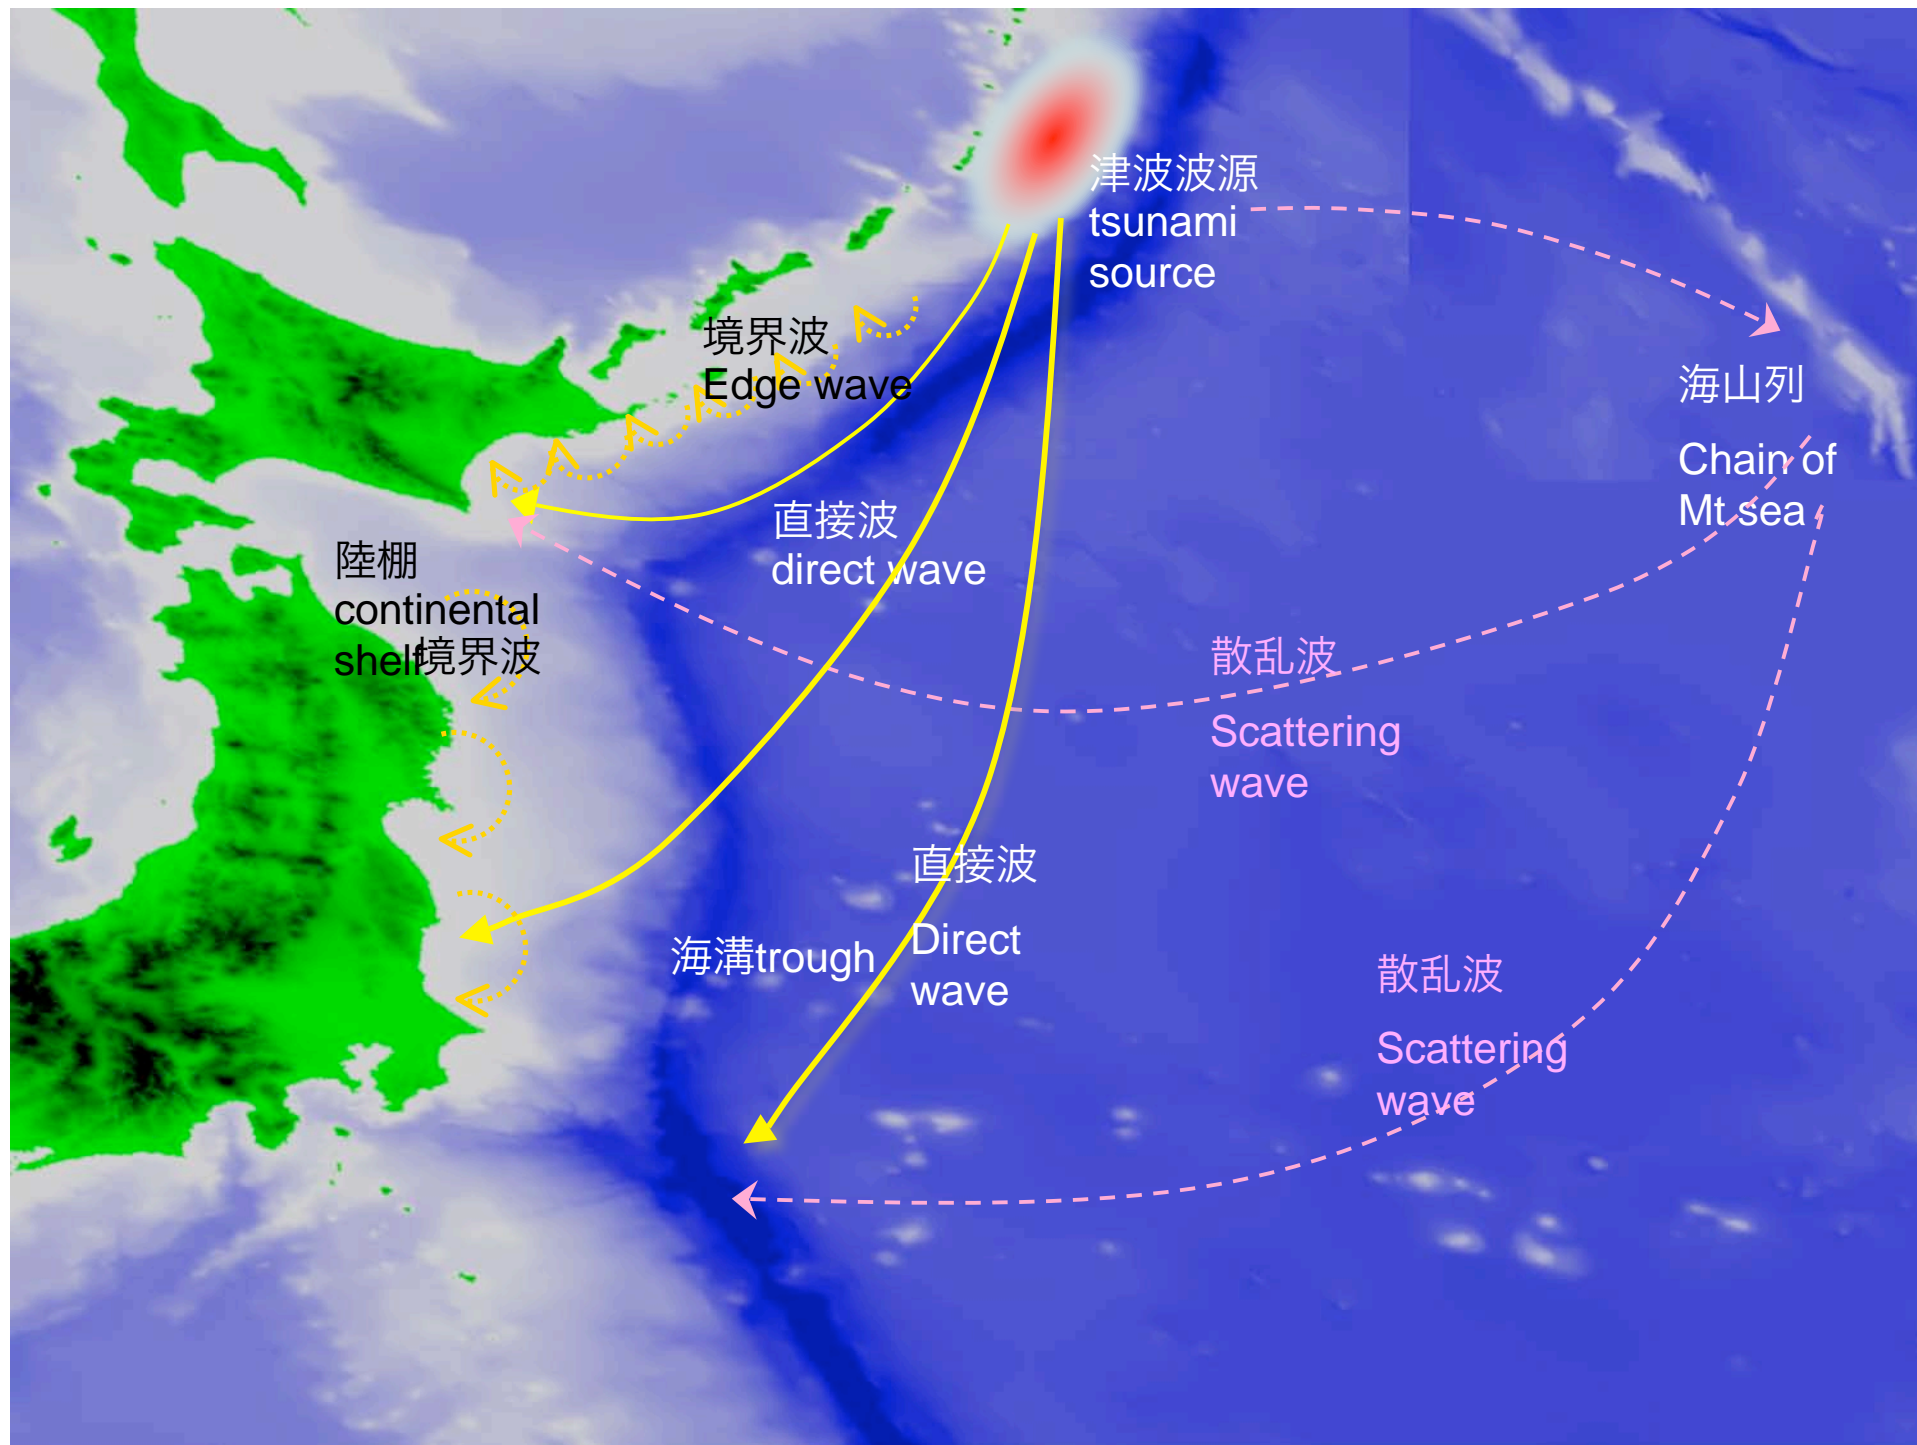 津波波源
tsunami
source
境界波
Edge wave
海山列
Chain of
Mt sea
直接波
direct wave
陸棚
continental
shelf境界波
散乱波
Scattering
wave
直接波
Direct
wave
海溝trough
散乱波
Scattering
wave